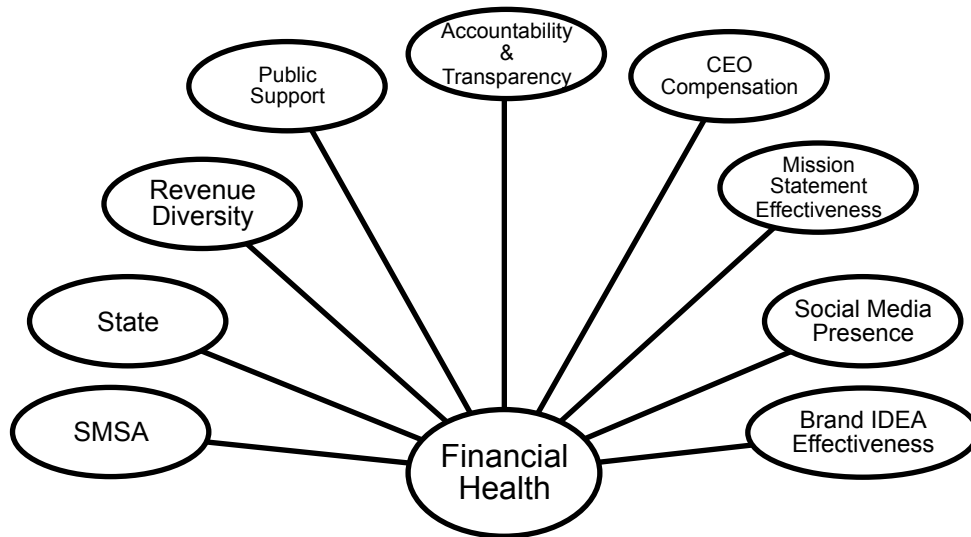 Accountability
&
Transparency
Public
Support
CEO
Compensation
Mission
Statement
Effectiveness
Revenue
Diversity
State
Social Media
Presence
SMSA
Brand IDEA
Effectiveness
Financial
Health